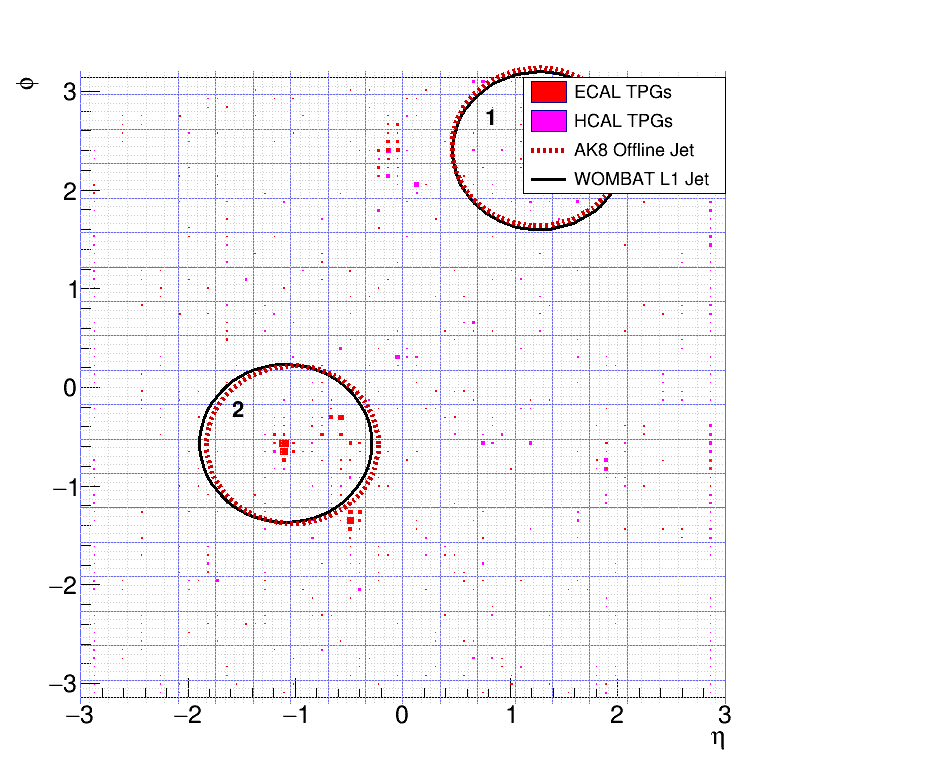 ϕ
3
2
1
0
−1
−2
−3
1
2
ECAL TPGs
HCAL TPGs
AK8 Offline Jet
WOMBAT L1 Jet
−3 −2 −1 0 1 2 3
η